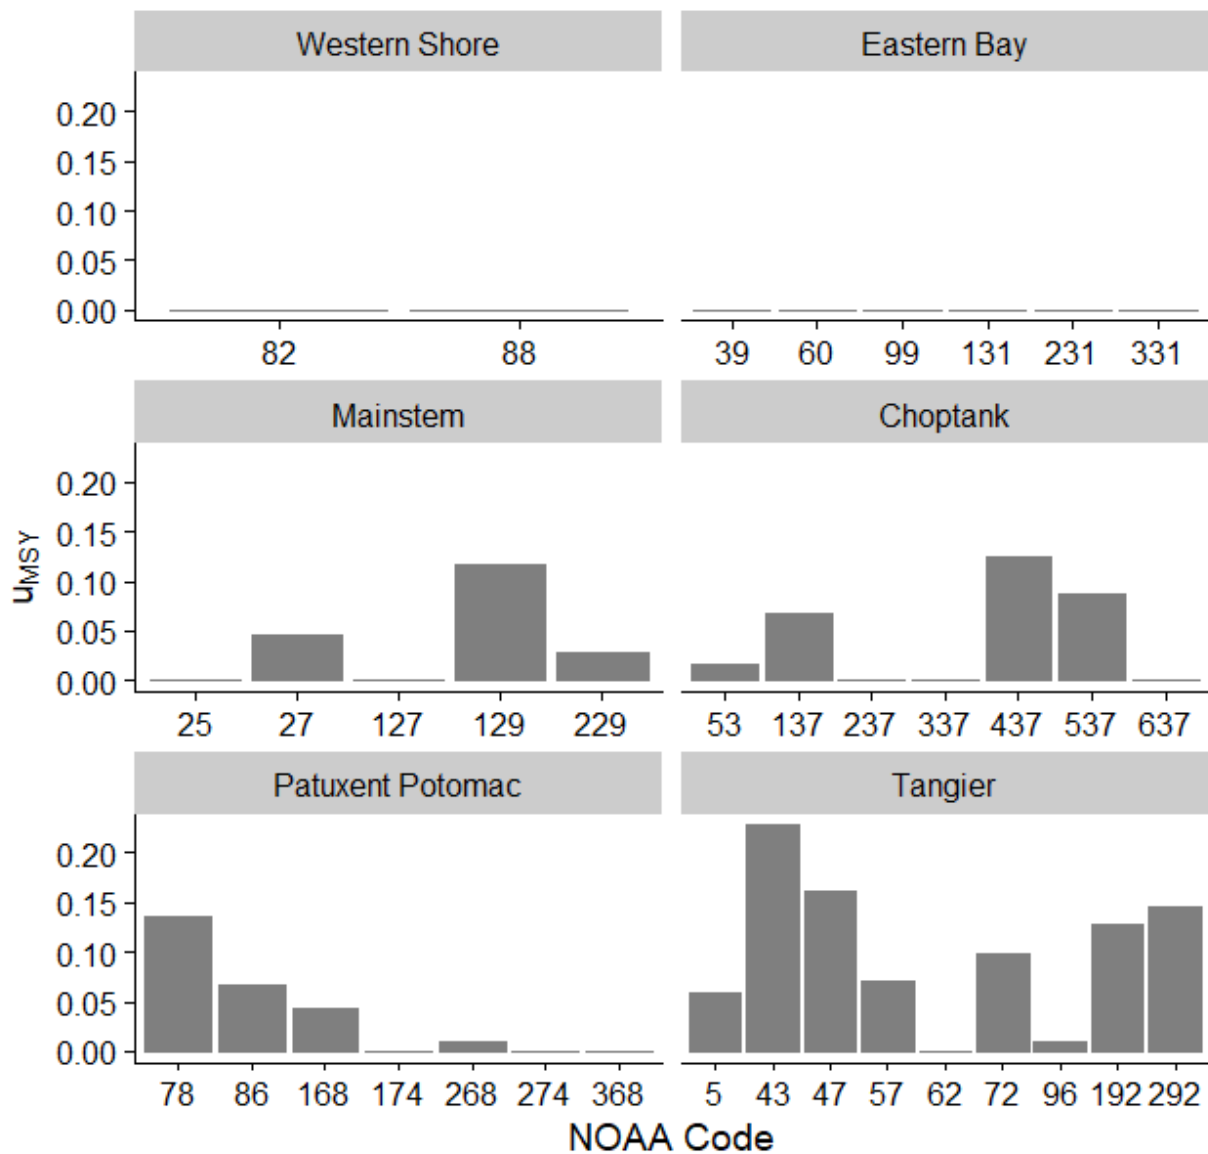 Western Shore
Eastern Bay
0.20
0.15
0.10
0.05
0.00
82 88
39 60 99 131 231 331
Mainstem
Choptank
0.20
0.15
0.10
0.05
0.00
25 27 127 129 229
53 137 237 337 437 537 637
uMSY
Patuxent Potomac
Tangier
0.20
0.15
0.10
0.05
0.00
78 86 168 174 268 274 368
5 43 47 57 62 72 96 192 292
NOAA Code